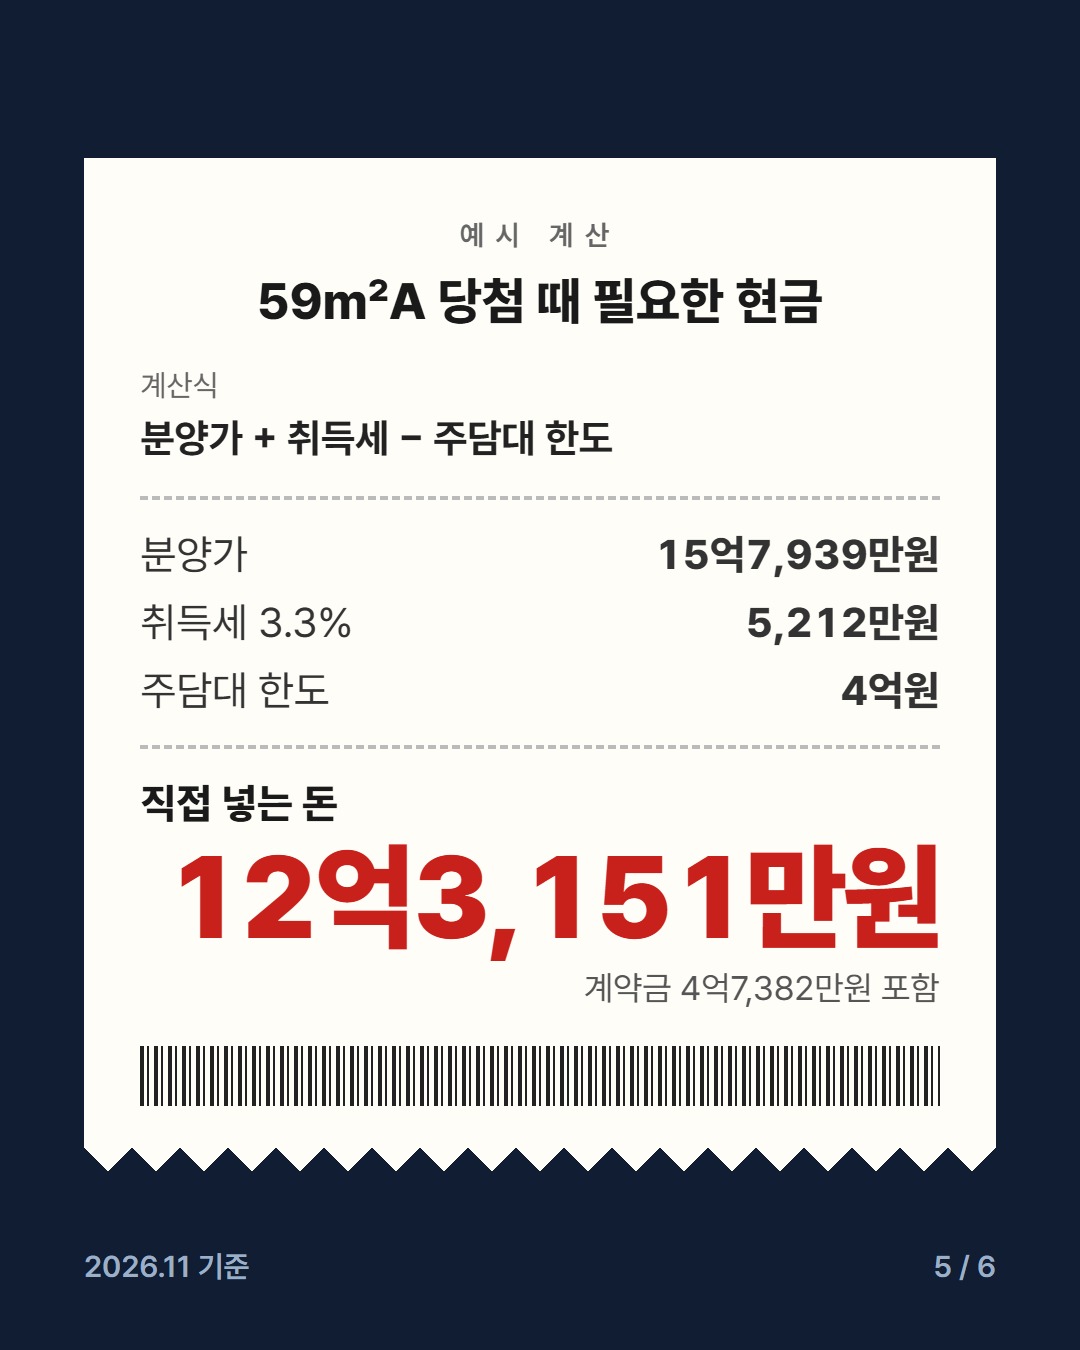 예시 계산
59m²A 당첨 때 필요한 현금
계산식
분양가 + 취득세 − 주담대 한도
분양가 15억7,939만원
취득세 3.3% 5,212만원
주담대 한도 4억원
직접 넣는 돈
12억3,151만원
계약금 4억7,382만원 포함
2026.11 기준 5 / 6